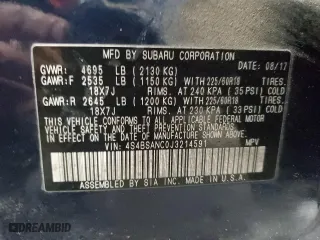 MFD BY SUBARU CORPORATION 08/17
GVWR: 4695 LB (2130 KG)
GAWR:F 2535 LB (1150 KG) WITH 225/60R18 TIRES.
18X7J RIMS AT 240 KPA (35 PSI) COLD
GAWR:R 2645 LB (1200 KG) WITH 225/60R18 TIRES.
18X7J RIMS AT 230 KPA (33 PSI) COLD
THIS VEHICLE CONFORMS TO ALL APPLICABLE
FEDERAL MOTOR VEHICLE SAFETY, BUMPER, AND
THEFT PREVENTION STANDARDS IN EFFECT ON THE
DATE OF MANUFACTURE SHOWN ABOVE.
VIN: 4S4BSANC0J3214591 MPV
ASSEMBLED BY SIA INC. MADE IN U.S.A.
DREAMBID.COM